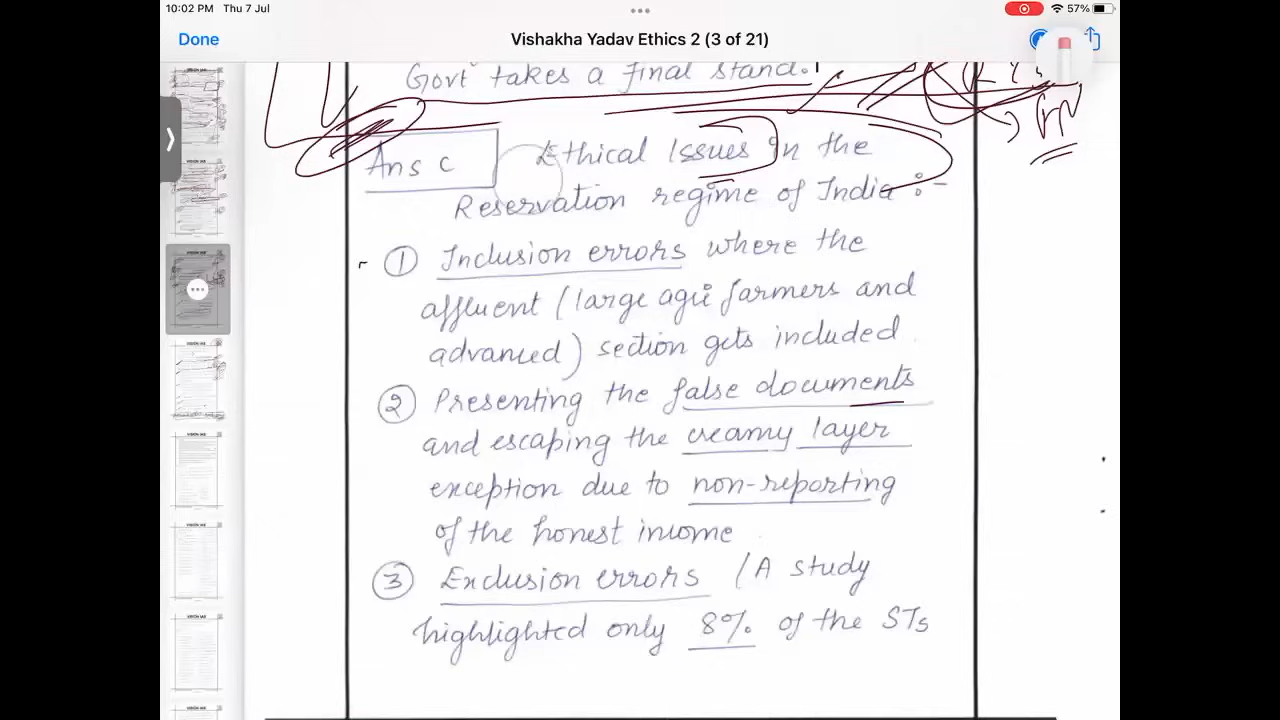 10:02 PM Thu 7 Jul
57%
Done
Vishakha Yadav Ethics 2 (3 of 21)
Govt takes a final stand.
Ans C
Ethical Issues in the
Reservation regime of India :-
① Inclusion errors where the
affluent (large agri farmers and
advanced) section gets included
② Presenting the false documents
and escaping the creamy layer
exception due to non-reporting
of the honest income
③ Exclusion errors (A study
highlighted only 8% of the STs